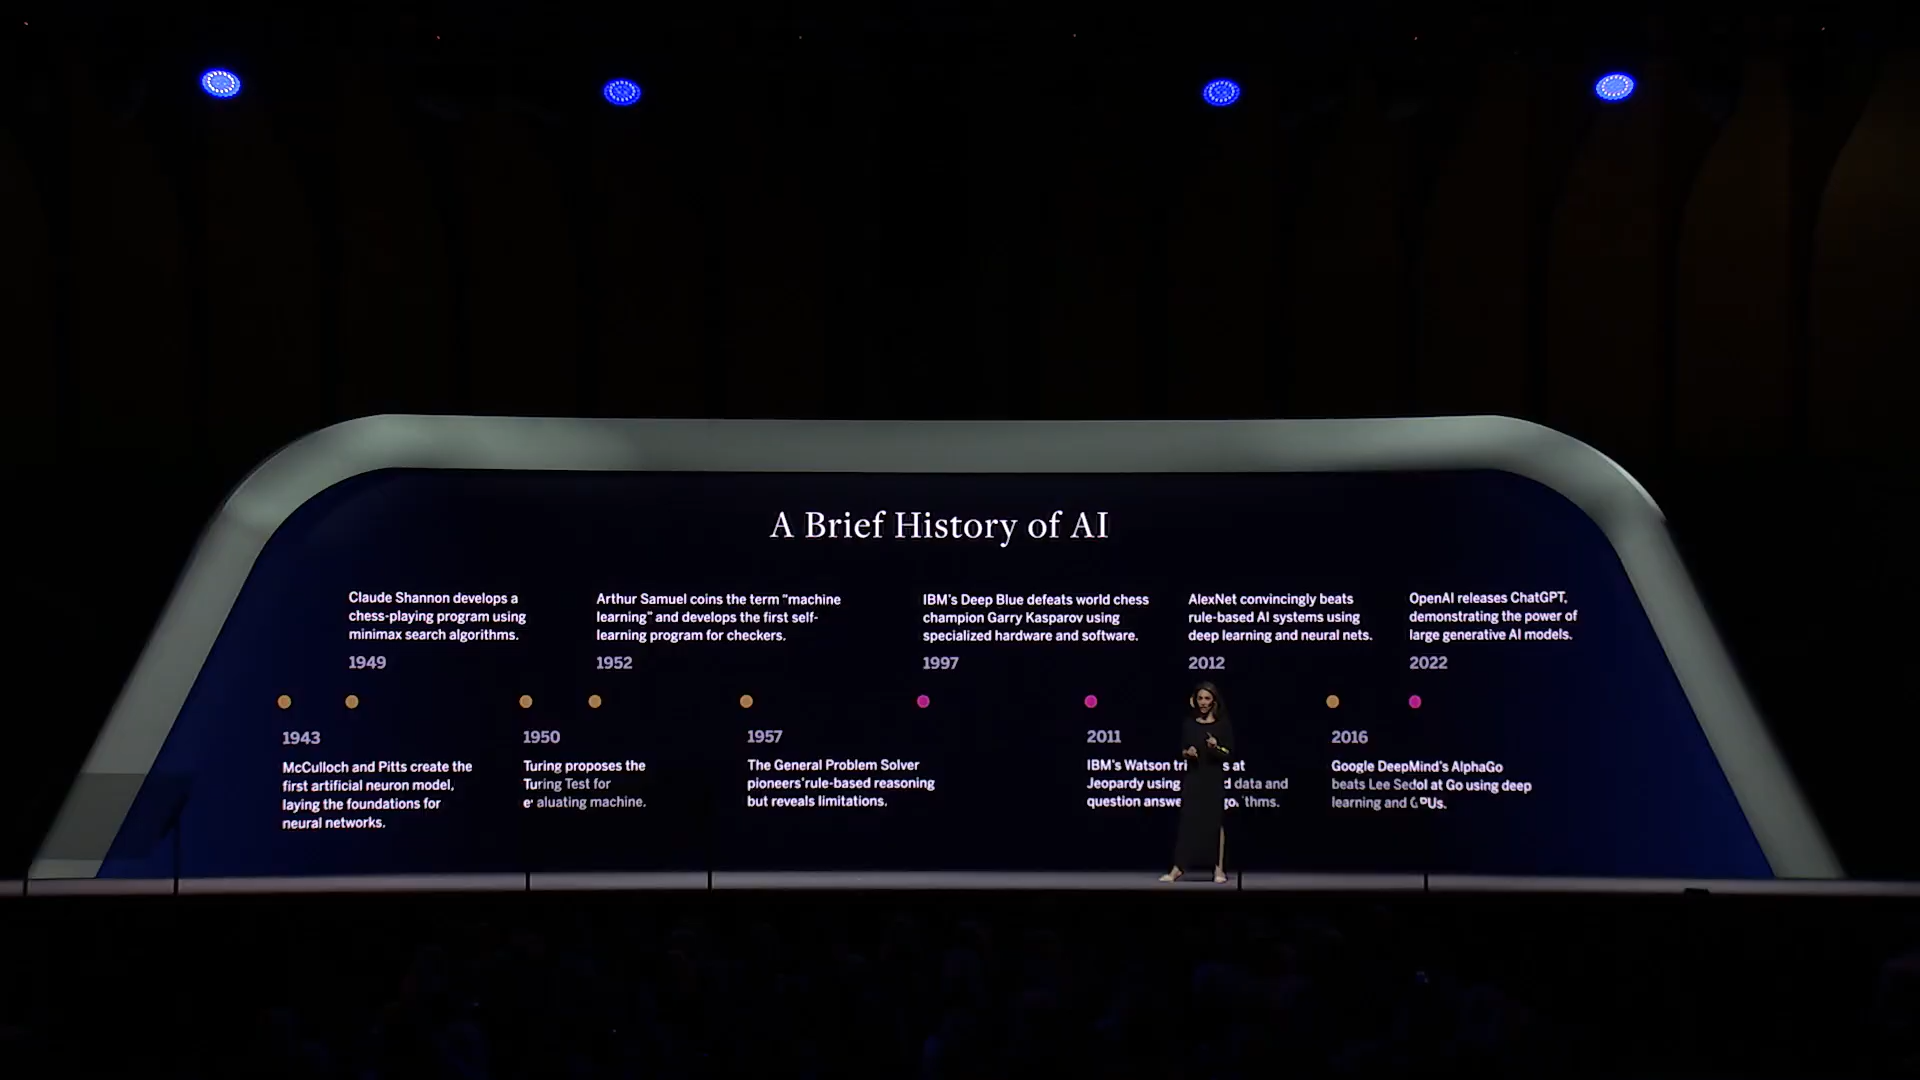 A Brief History of AI
Claude Shannon develops a
chess-playing program using
minimax search algorithms.
1949
Arthur Samuel coins the term "machine
learning" and develops the first self-
learning program for checkers.
1952
IBM's Deep Blue defeats world chess
champion Garry Kasparov using
specialized hardware and software.
1997
AlexNet convincingly beats
rule-based AI systems using
deep learning and neural nets.
2012
OpenAI releases ChatGPT,
demonstrating the power of
large generative AI models.
2022
1943
McCulloch and Pitts create the
first artificial neuron model,
laying the foundations for
neural networks.
1950
Turing proposes the
Turing Test for
evaluating machine.
1957
The General Problem Solver
pioneers rule-based reasoning
but reveals limitations.
2011
IBM's Watson at
Jeopardy using data and
question
2016
Google DeepMind's AlphaGo
beats Lee Sedol at Go using deep
learning and GPUs.